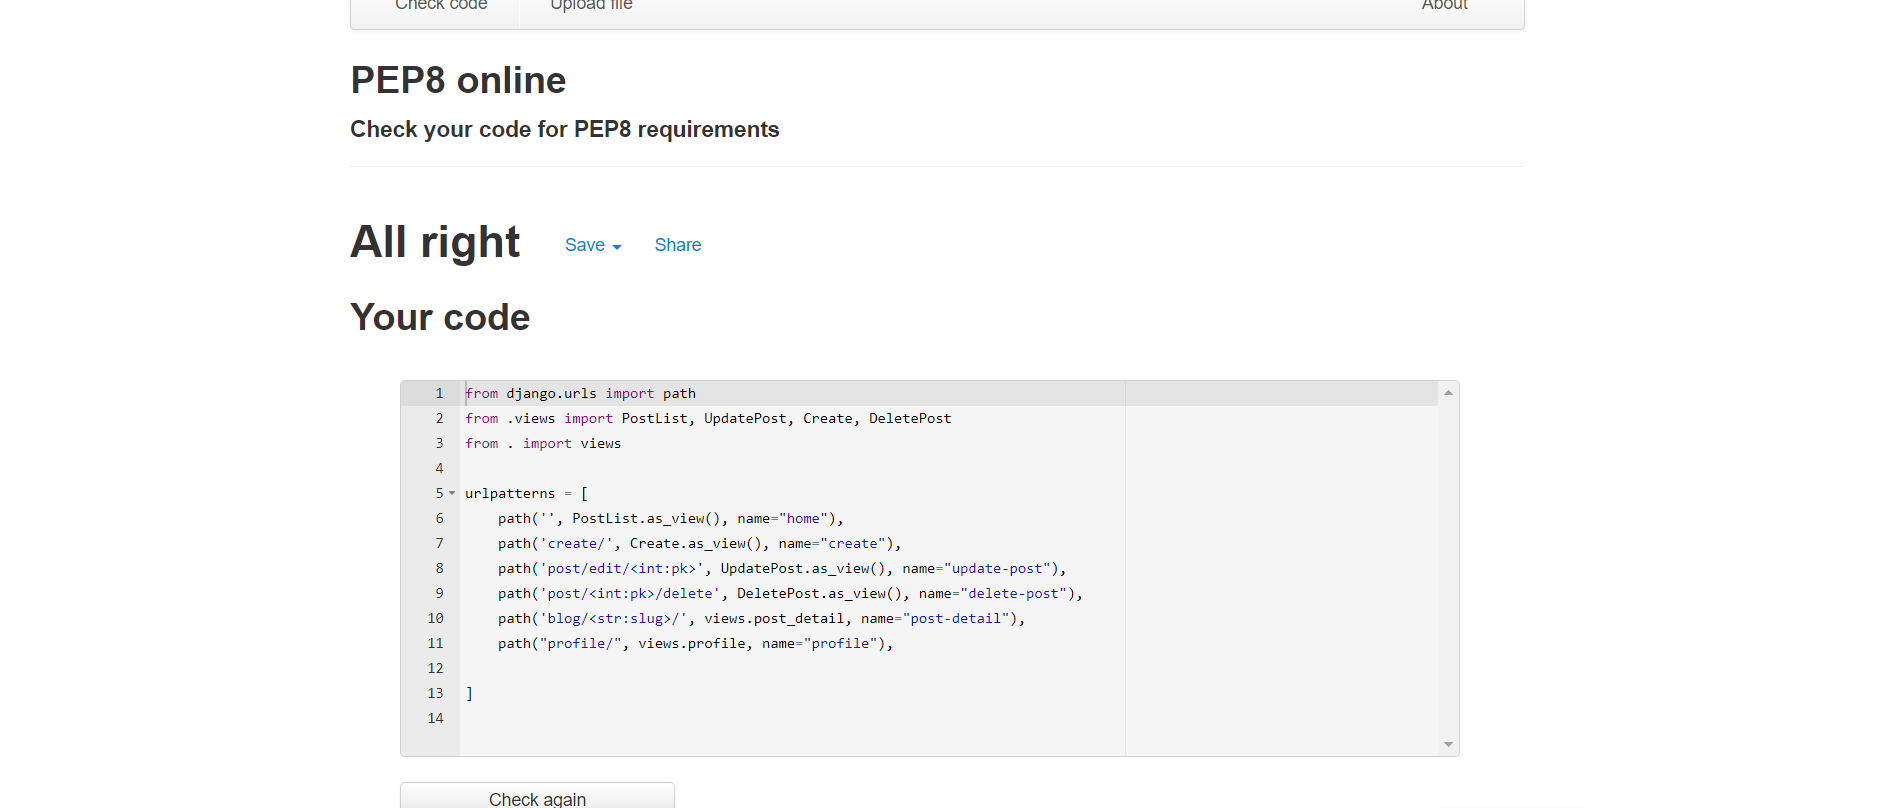 Check code Upload file About
PEP8 online
Check your code for PEP8 requirements
All right Save Share
Your code
1 from django.urls import path
2 from .views import PostList, UpdatePost, Create, DeletePost
3 from . import views
4
5 urlpatterns = [
6     path('', PostList.as_view(), name="home"),
7     path('create/', Create.as_view(), name="create"),
8     path('post/edit/<int:pk>', UpdatePost.as_view(), name="update-post"),
9     path('post/<int:pk>/delete', DeletePost.as_view(), name="delete-post"),
10     path('blog/<str:slug>/', views.post_detail, name="post-detail"),
11     path("profile/", views.profile, name="profile"),
12
13 ]
14
Check again